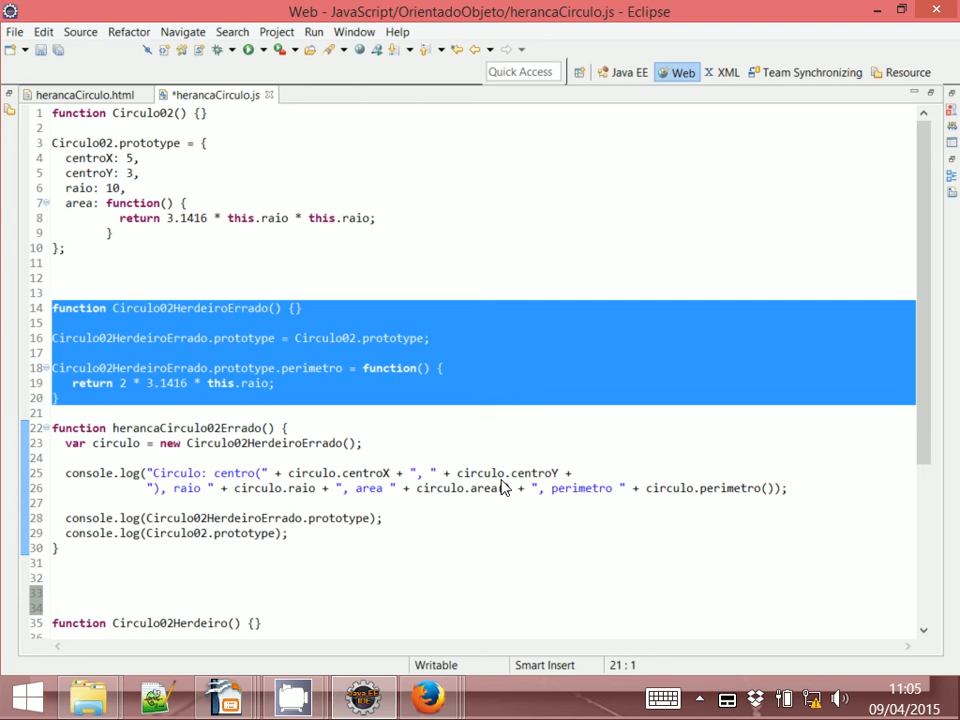 Web - JavaScript/OrientadoObjeto/herancaCirculo.js - Eclipse
File Edit Source Refactor Navigate Search Project Run Window Help
Quick Access Java EE Web XML Team Synchronizing Resource
herancaCirculo.html *herancaCirculo.js
1 function Circulo02() {}
2
3 Circulo02.prototype = {
4 centroX: 5,
5 centroY: 3,
6 raio: 10,
7 area: function() {
8 return 3.1416 * this.raio * this.raio;
9 }
10 };
11
12
13
14 function Circulo02HerdeiroErrado() {}
15
16 Circulo02HerdeiroErrado.prototype = Circulo02.prototype;
17
18 Circulo02HerdeiroErrado.prototype.perimetro = function() {
19 return 2 * 3.1416 * this.raio;
20 }
21
22 function herancaCirculo02Errado() {
23 var circulo = new Circulo02HerdeiroErrado();
24
25 console.log("Circulo: centro(" + circulo.centroX + ", " + circulo.centroY +
26 "), raio " + circulo.raio + ", area " + circulo.area( + ", perimetro " + circulo.perimetro());
27
28 console.log(Circulo02HerdeiroErrado.prototype);
29 console.log(Circulo02.prototype);
30 }
31
32
33
34
35 function Circulo02Herdeiro() {}
36
Writable Smart Insert 21 : 1
Java EE IDE
11:05
09/04/2015